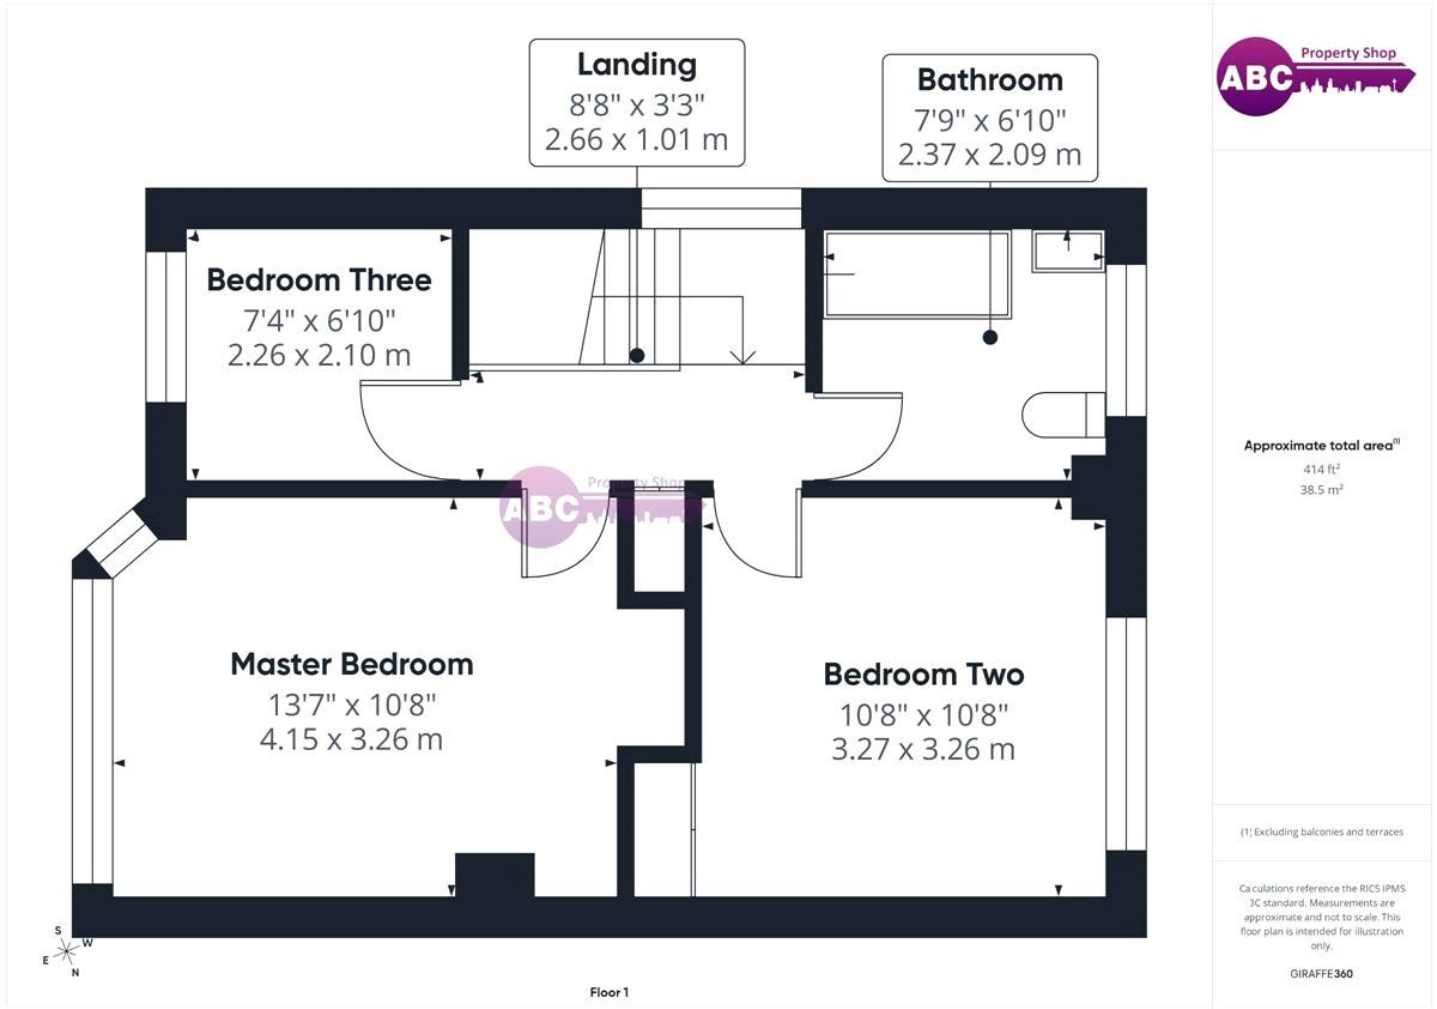 Landing
8'8" x 3'3"
2.66 x 1.01 m
Bathroom
7'9" x 6'10"
2.37 x 2.09 m
ABC Property Shop
Bedroom Three
7'4" x 6'10"
2.26 x 2.10 m
ABC Property Shop
Approximate total area(1)
414 ft²
38.5 m²
Master Bedroom
13'7" x 10'8"
4.15 x 3.26 m
Bedroom Two
10'8" x 10'8"
3.27 x 3.26 m
(1) Excluding balconies and terraces
Calculations reference the RICS IPMS
3C standard. Measurements are
approximate and not to scale. This
floor plan is intended for illustration
only.
GIRAFFE360
S
W
E
N
Floor 1